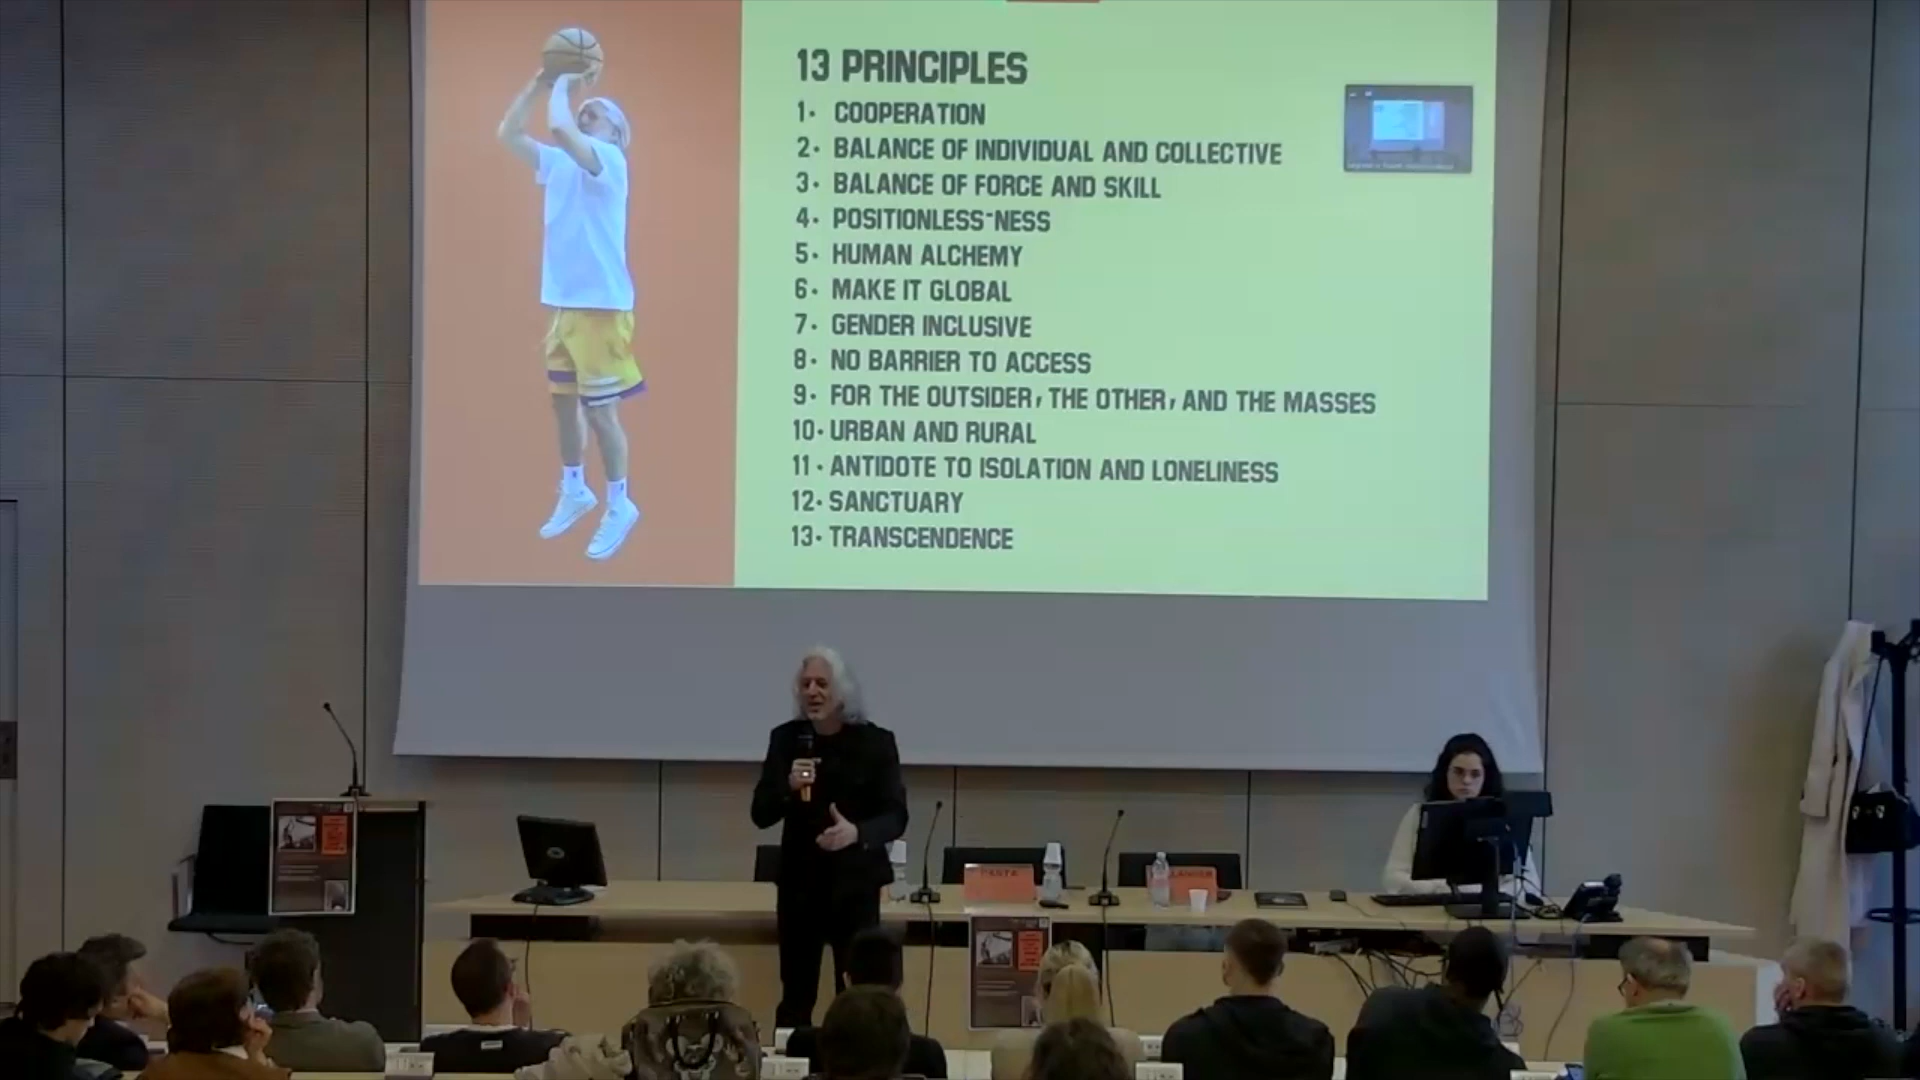 13 PRINCIPLES
1. COOPERATION
2. BALANCE OF INDIVIDUAL AND COLLECTIVE
3. BALANCE OF FORCE AND SKILL
4. POSITIONLESS-NESS
5. HUMAN ALCHEMY
6. MAKE IT GLOBAL
7. GENDER INCLUSIVE
8. NO BARRIER TO ACCESS
9. FOR THE OUTSIDER, THE OTHER, AND THE MASSES
10. URBAN AND RURAL
11. ANTIDOTE TO ISOLATION AND LONELINESS
12. SANCTUARY
13. TRANSCENDENCE